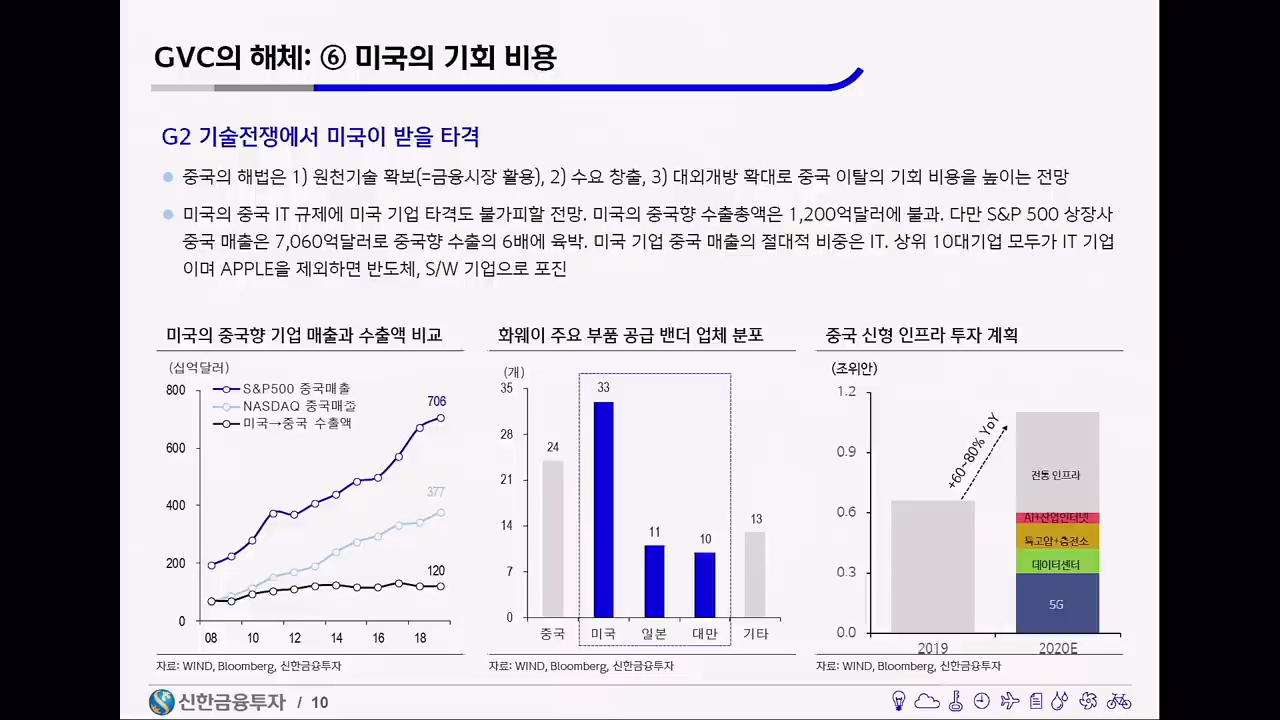 GVC의 해체: ⑥ 미국의 기회 비용
G2 기술전쟁에서 미국이 받을 타격
중국의 해법은 1) 원천기술 확보(=금융시장 활용), 2) 수요 창출, 3) 대외개방 확대로 중국 이탈의 기회 비용을 높이는 전망
미국의 중국 IT 규제에 미국 기업 타격도 불가피할 전망. 미국의 중국향 수출총액은 1,200억달러에 불과. 다만 S&P 500 상장사
중국 매출은 7,060억달러로 중국향 수출의 6배에 육박. 미국 기업 중국 매출의 절대적 비중은 IT. 상위 10대기업 모두가 IT 기업
이며 APPLE을 제외하면 반도체, S/W 기업으로 포진
미국의 중국향 기업 매출과 수출액 비교
(십억달러)
S&P500 중국매출
NASDAQ 중국매출
미국→중국 수출액
800
600
400
200
0
706
377
120
08 10 12 14 16 18
자료: WIND, Bloomberg, 신한금융투자
화웨이 주요 부품 공급 밴더 업체 분포
(개)
35
28
21
14
7
0
24
33
11
10
13
중국 미국 일본 대만 기타
자료: WIND, Bloomberg, 신한금융투자
중국 신형 인프라 투자 계획
(조위안)
1.2
0.9
0.6
0.3
0.0
+60~80% YoY
전통 인프라
AI+산업인터넷
특고압+충전소
데이터센터
5G
2019 2020E
자료: WIND, Bloomberg, 신한금융투자
신한금융투자 / 10